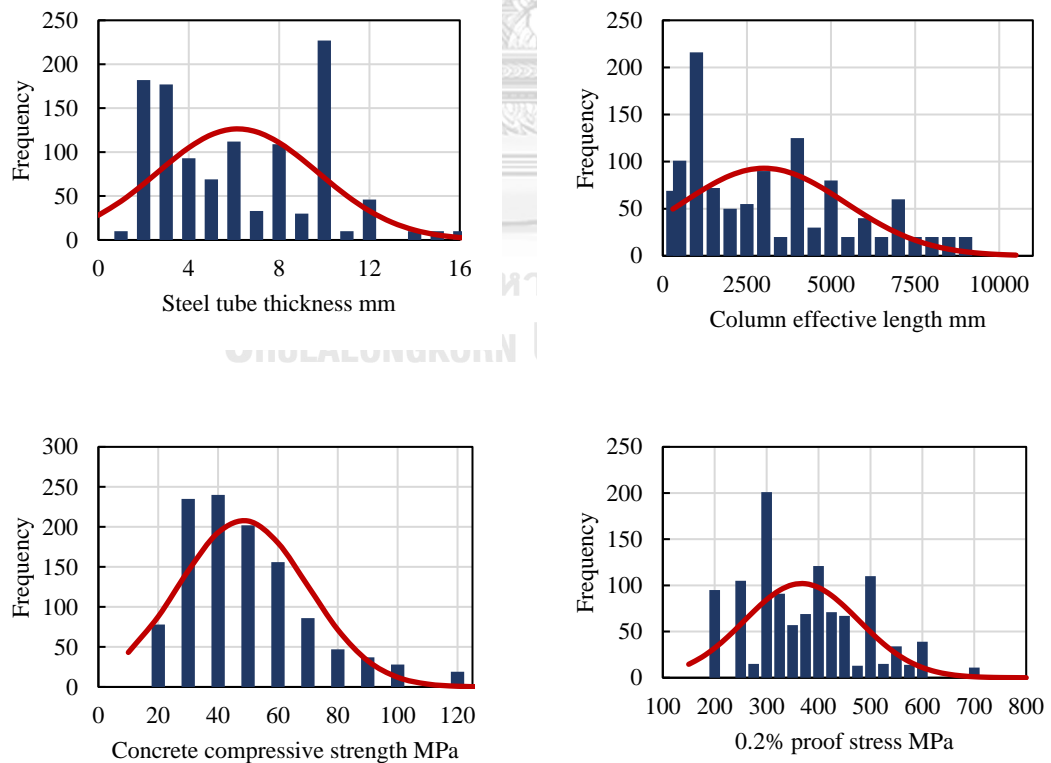 250
200
150
100
50
0
Frequency
0 4 8 12 16
Steel tube thickness mm
250
200
150
100
50
0
Frequency
0 2500 5000 7500 10000
Column effective length mm
300
250
200
150
100
50
0
Frequency
0 20 40 60 80 100 120
Concrete compressive strength MPa
250
200
150
100
50
0
Frequency
100 200 300 400 500 600 700 800
0.2% proof stress MPa